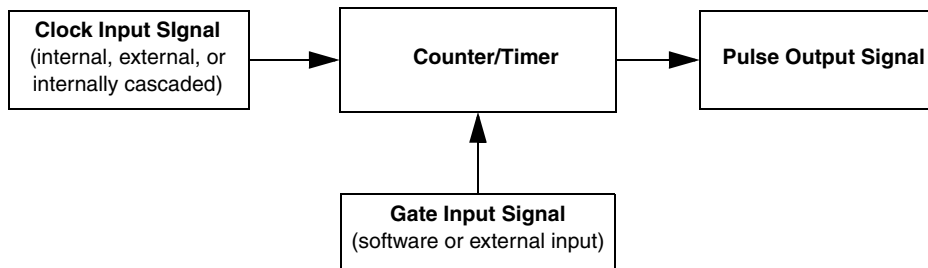 Clock Input SIgnal
(internal, external, or
internally cascaded)
Counter/Timer
Pulse Output Signal
Gate Input Signal
(software or external input)